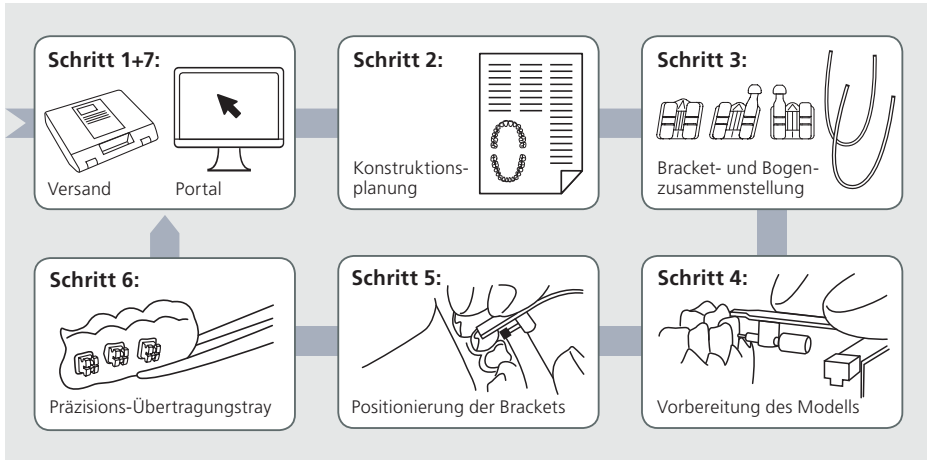 Schritt 1+7:
Versand
Portal
Schritt 2:
Konstruktions-
planung
Schritt 3:
Bracket- und Bogen-
zusammenstellung
Schritt 4:
Vorbereitung des Modells
Schritt 5:
Positionierung der Brackets
Schritt 6:
Präzisions-Übertragungstray